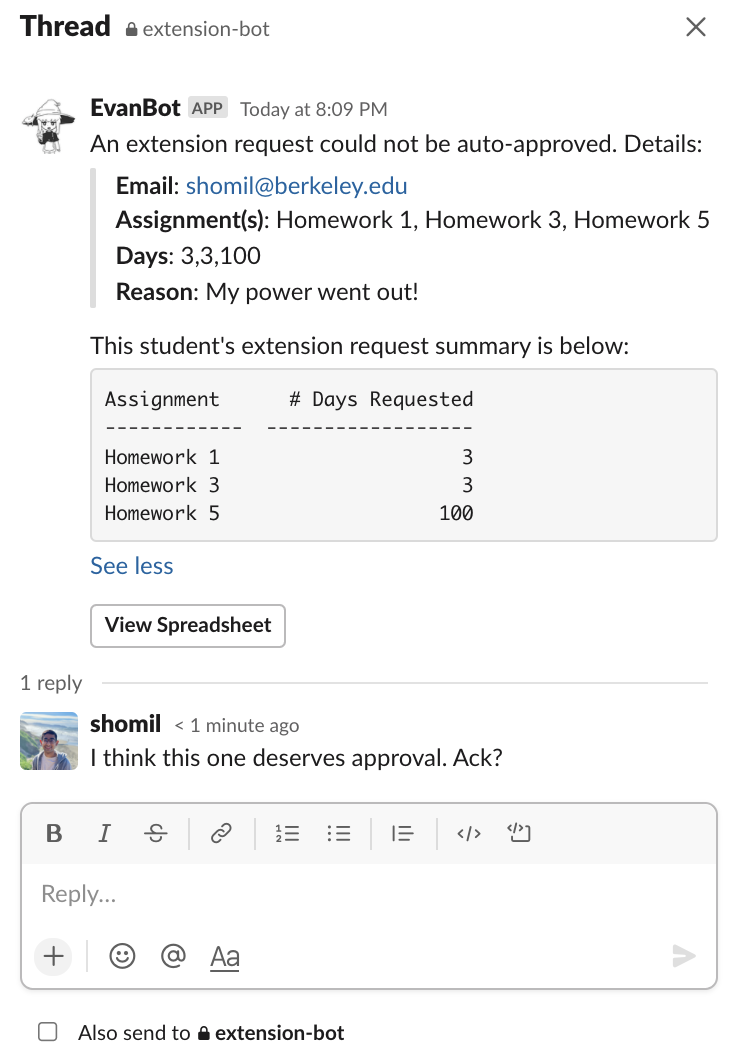 Thread extension-bot
EvanBot APP Today at 8:09 PM
An extension request could not be auto-approved. Details:
Email: shomil@berkeley.edu
Assignment(s): Homework 1, Homework 3, Homework 5
Days: 3,3,100
Reason: My power went out!
This student's extension request summary is below:
Assignment # Days Requested
------------ ------------------
Homework 1 3
Homework 3 3
Homework 5 100
See less
View Spreadsheet
1 reply
shomil < 1 minute ago
I think this one deserves approval. Ack?
Reply...
Aa
Also send to extension-bot